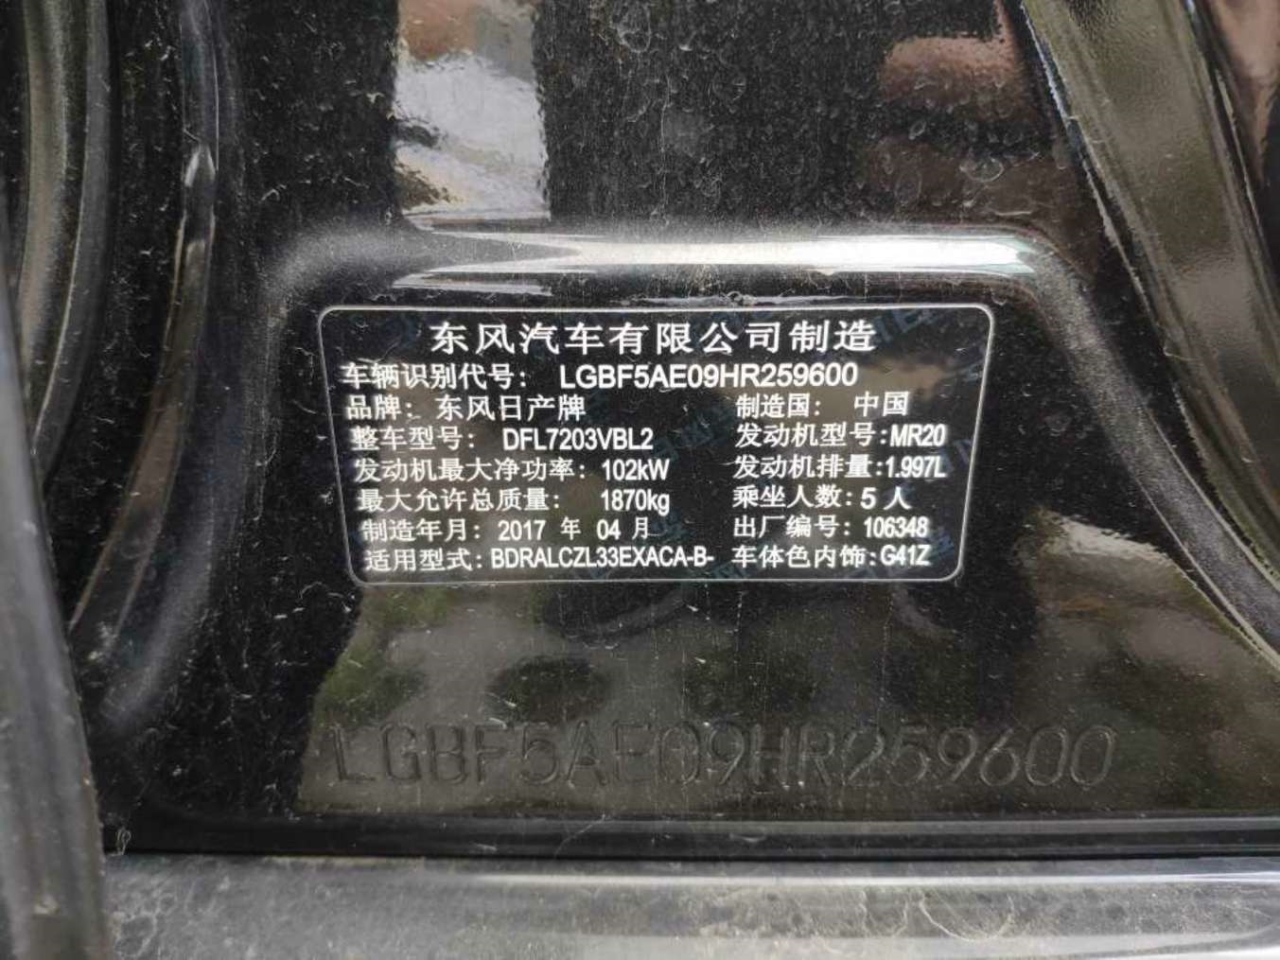 东风汽车有限公司制造
车辆识别代号： LGBF5AE09HR259600
品牌： 东风日产牌 制造国： 中国
整车型号： DFL7203VBL2 发动机型号：MR20
发动机最大净功率：102kW 发动机排量：1.997L
最大允许总质量： 1870kg 乘坐人数：5人
制造年月：2017 年 04 月 出厂编号：106348
适用型式：BDRALCZL33EXACA-B- 车体色内饰：G41Z
LGBF5AE09HR259600